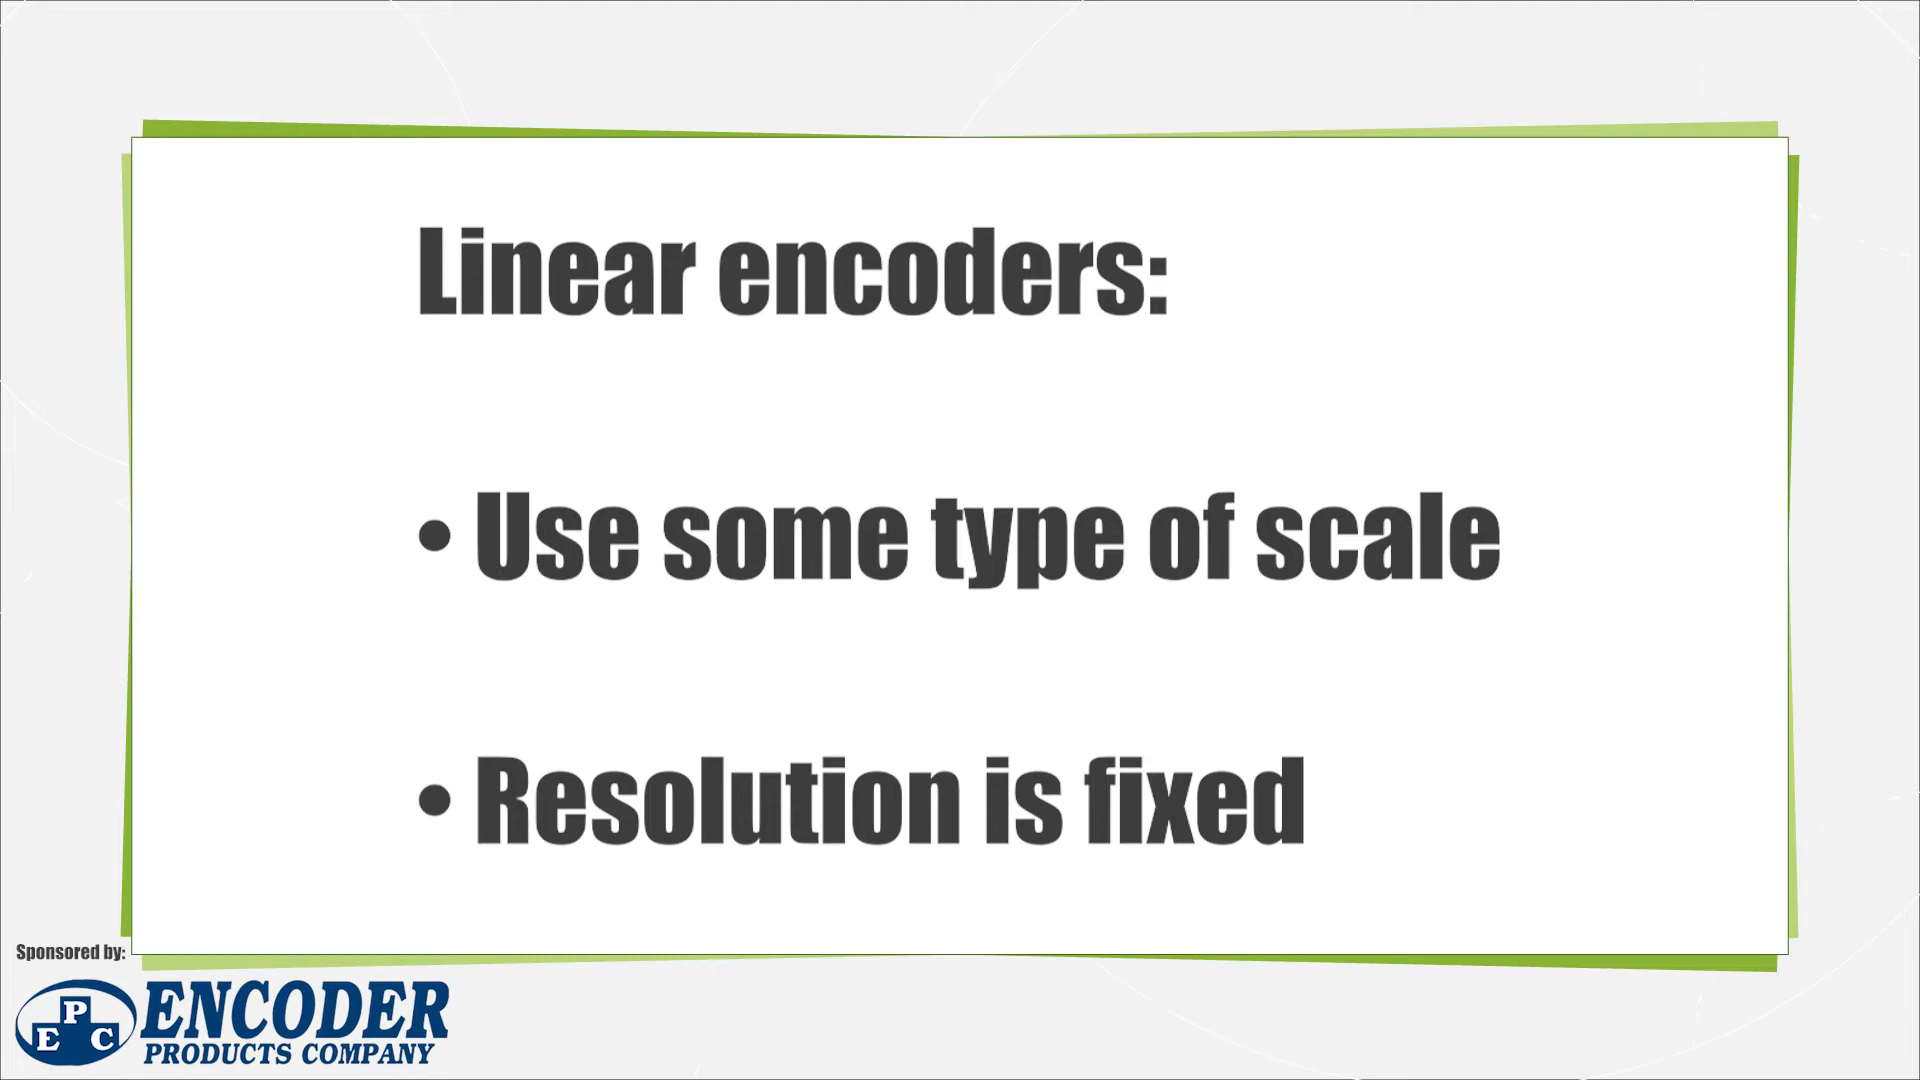 Linear encoders:
• Use some type of scale
• Resolution is fixed
Sponsored by:
EPC
ENCODER
PRODUCTS COMPANY